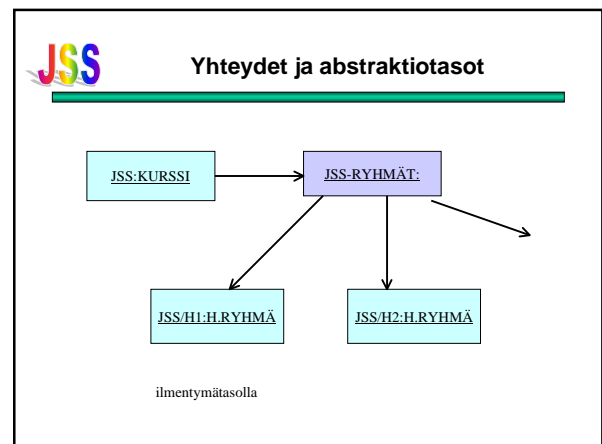 JSS
Yhteydet ja abstraktiotasot
JSS:KURSSI
JSS-RYHMÄT:
JSS/H1:H.RYHMÄ
JSS/H2:H.RYHMÄ
ilmentymätasolla